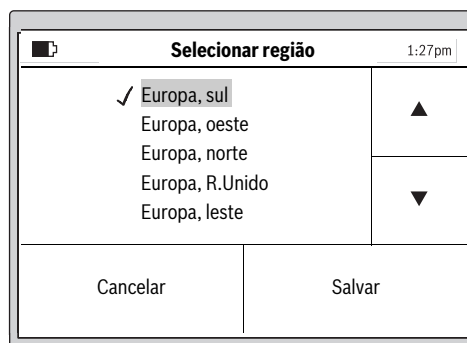 Selecionar região 1:27pm
✓ Europa, sul
Europa, oeste
Europa, norte
Europa, R.Unido
Europa, leste
Cancelar Salvar